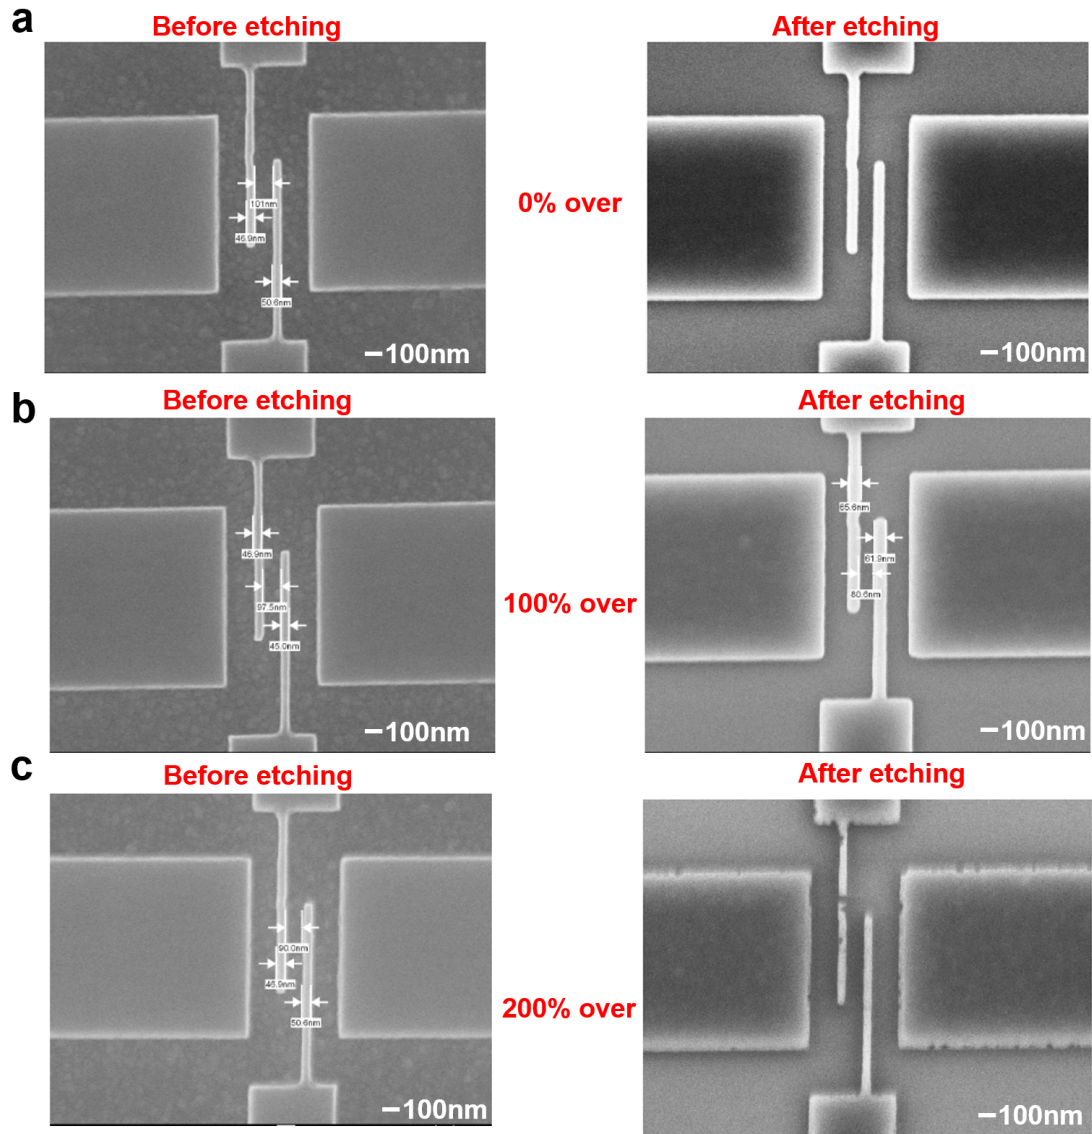 a
Before etching
After etching
101nm
46.9nm
50.6nm
0% over
100nm
100nm
b
Before etching
After etching
46.9nm
97.5nm
45.0nm
100% over
65.6nm
61.9nm
80.6nm
100nm
100nm
c
Before etching
After etching
90.0nm
46.9nm
50.6nm
200% over
100nm
100nm